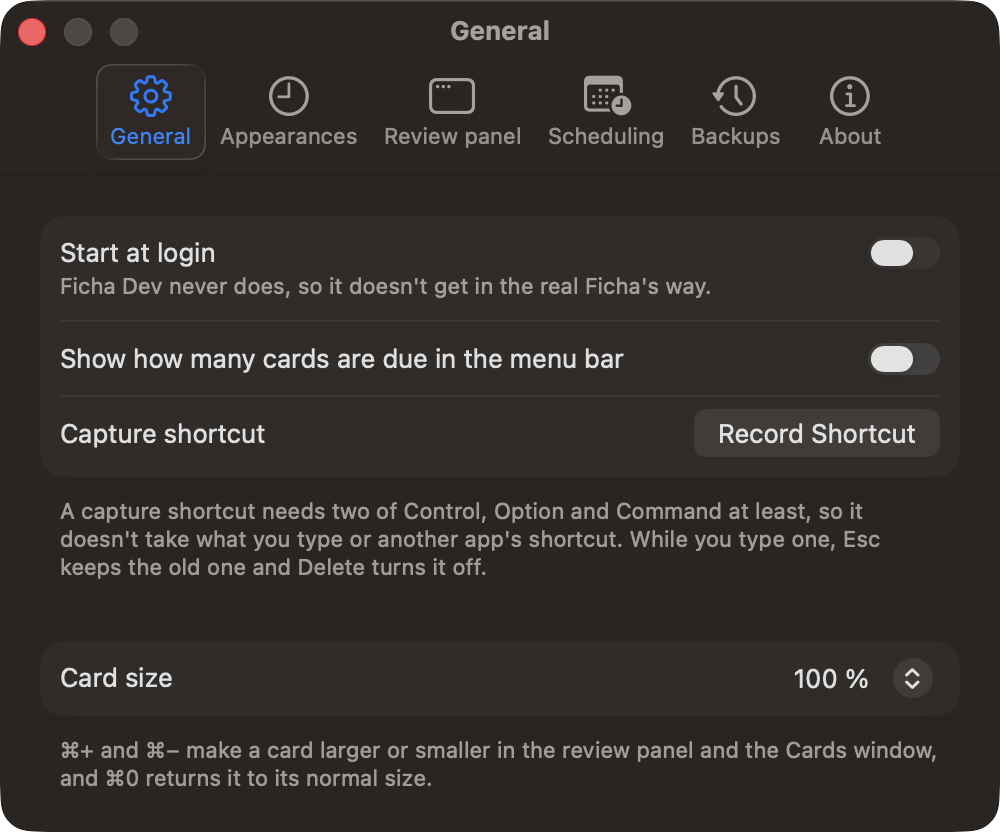 General
General
Appearances
Review panel
Scheduling
Backups
About
Start at login
Ficha Dev never does, so it doesn't get in the real Ficha's way.
Show how many cards are due in the menu bar
Capture shortcut
Record Shortcut
A capture shortcut needs two of Control, Option and Command at least, so it
doesn't take what you type or another app's shortcut. While you type one, Esc
keeps the old one and Delete turns it off.
Card size
100 %
⌘+ and ⌘− make a card larger or smaller in the review panel and the Cards window,
and ⌘0 returns it to its normal size.